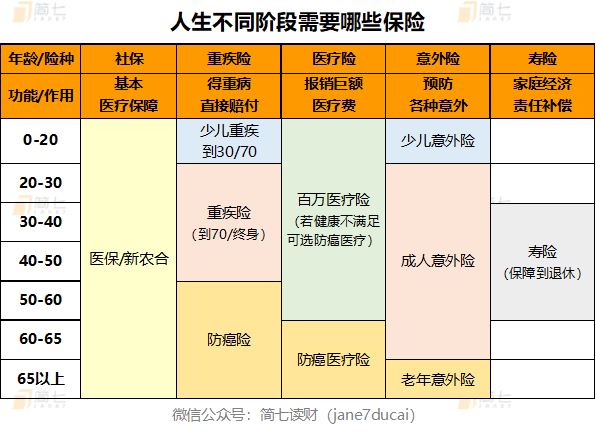 人生不同阶段需要哪些保险
年龄/险种 社保 重疾险 医疗险 意外险 寿险
功能/作用 基本 得重病 报销巨额 预防 家庭经济
医疗保障 直接赔付 医疗费 各种意外 责任补偿
0-20 少儿重疾 少儿意外险
到30/70
20-30
30-40
40-50
50-60
60-65
65以上
医保/新农合
重疾险
（到70/终身）
防癌险
百万医疗险
（若健康不满足
可选防癌医疗）
防癌医疗险
成人意外险
老年意外险
寿险
（保障到退休）
微信公众号：简七读财（jane7ducai）
简七